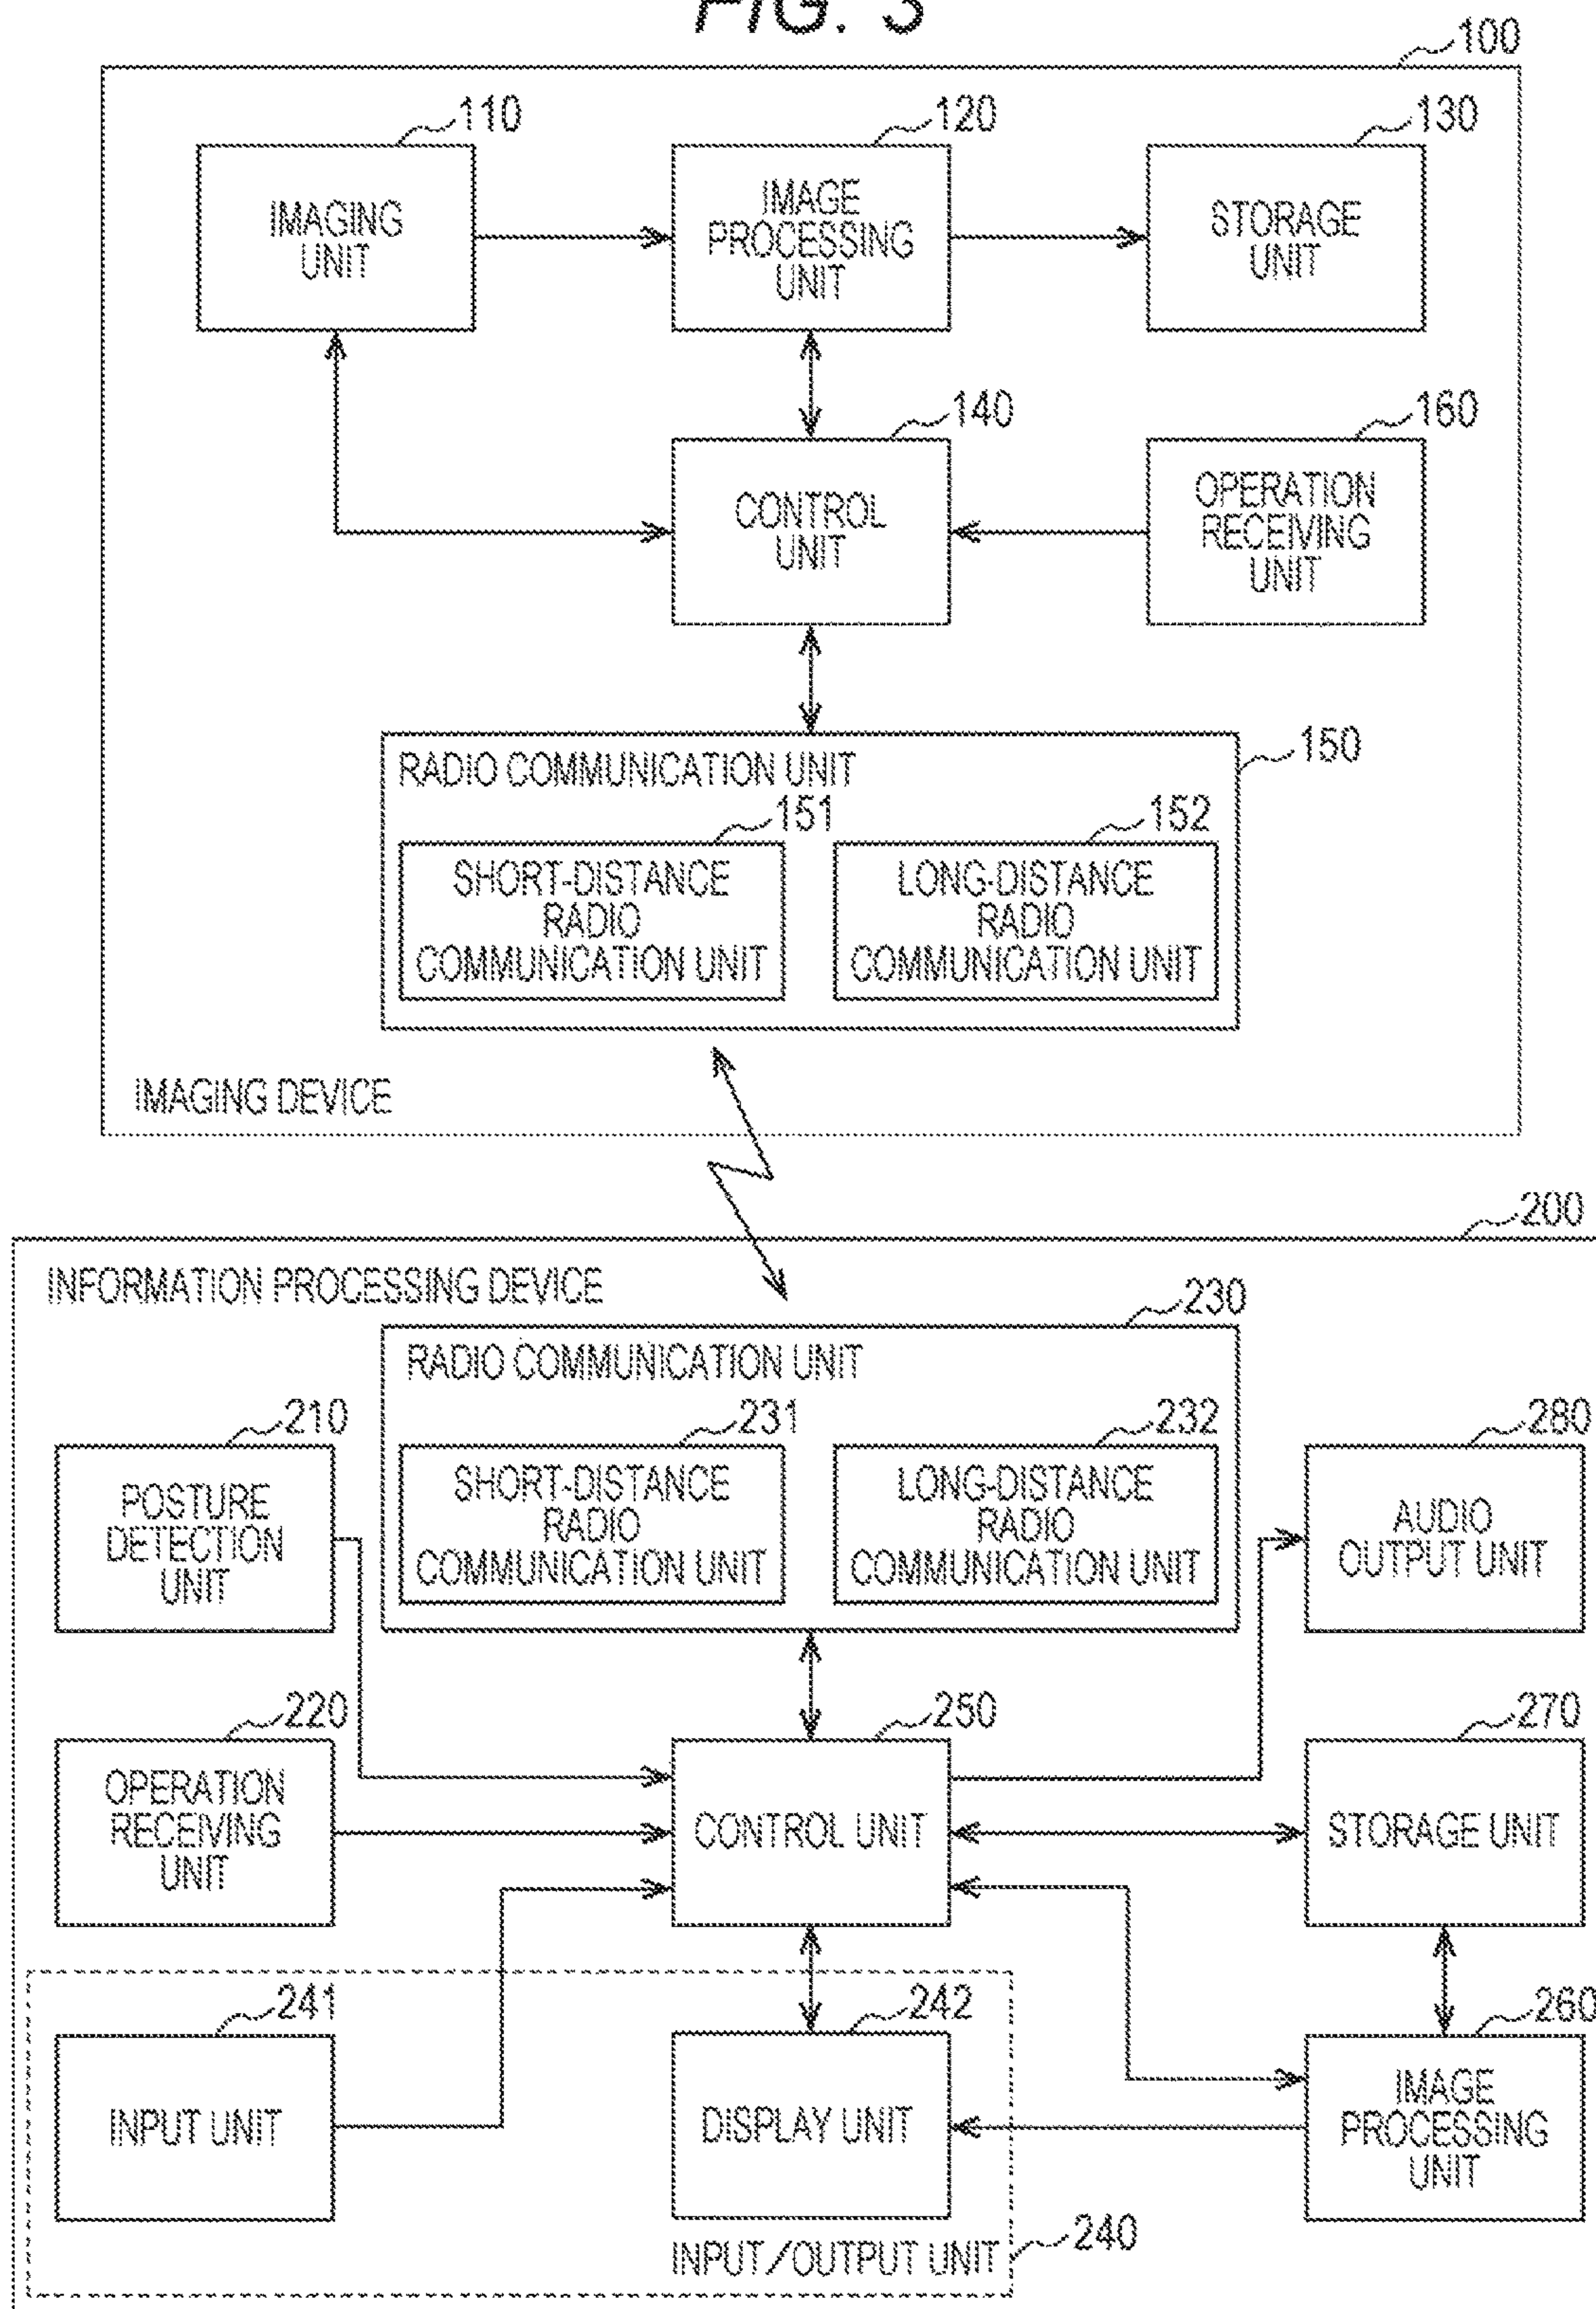 FIG. 3
100
110
120
130
IMAGING
UNIT
IMAGE
PROCESSING
UNIT
STORAGE
UNIT
140
160
CONTROL
UNIT
OPERATION
RECEIVING
UNIT
150
RADIO COMMUNICATION UNIT
151
152
SHORT-DISTANCE
RADIO
COMMUNICATION UNIT
LONG-DISTANCE
RADIO
COMMUNICATION UNIT
IMAGING DEVICE
200
INFORMATION PROCESSING DEVICE
230
RADIO COMMUNICATION UNIT
210
231
232
280
POSTURE
DETECTION
UNIT
SHORT-DISTANCE
RADIO
COMMUNICATION UNIT
LONG-DISTANCE
RADIO
COMMUNICATION UNIT
AUDIO
OUTPUT UNIT
220
250
270
OPERATION
RECEIVING
UNIT
CONTROL UNIT
STORAGE UNIT
241
242
260
INPUT UNIT
DISPLAY UNIT
IMAGE
PROCESSING
UNIT
INPUT/OUTPUT UNIT
240